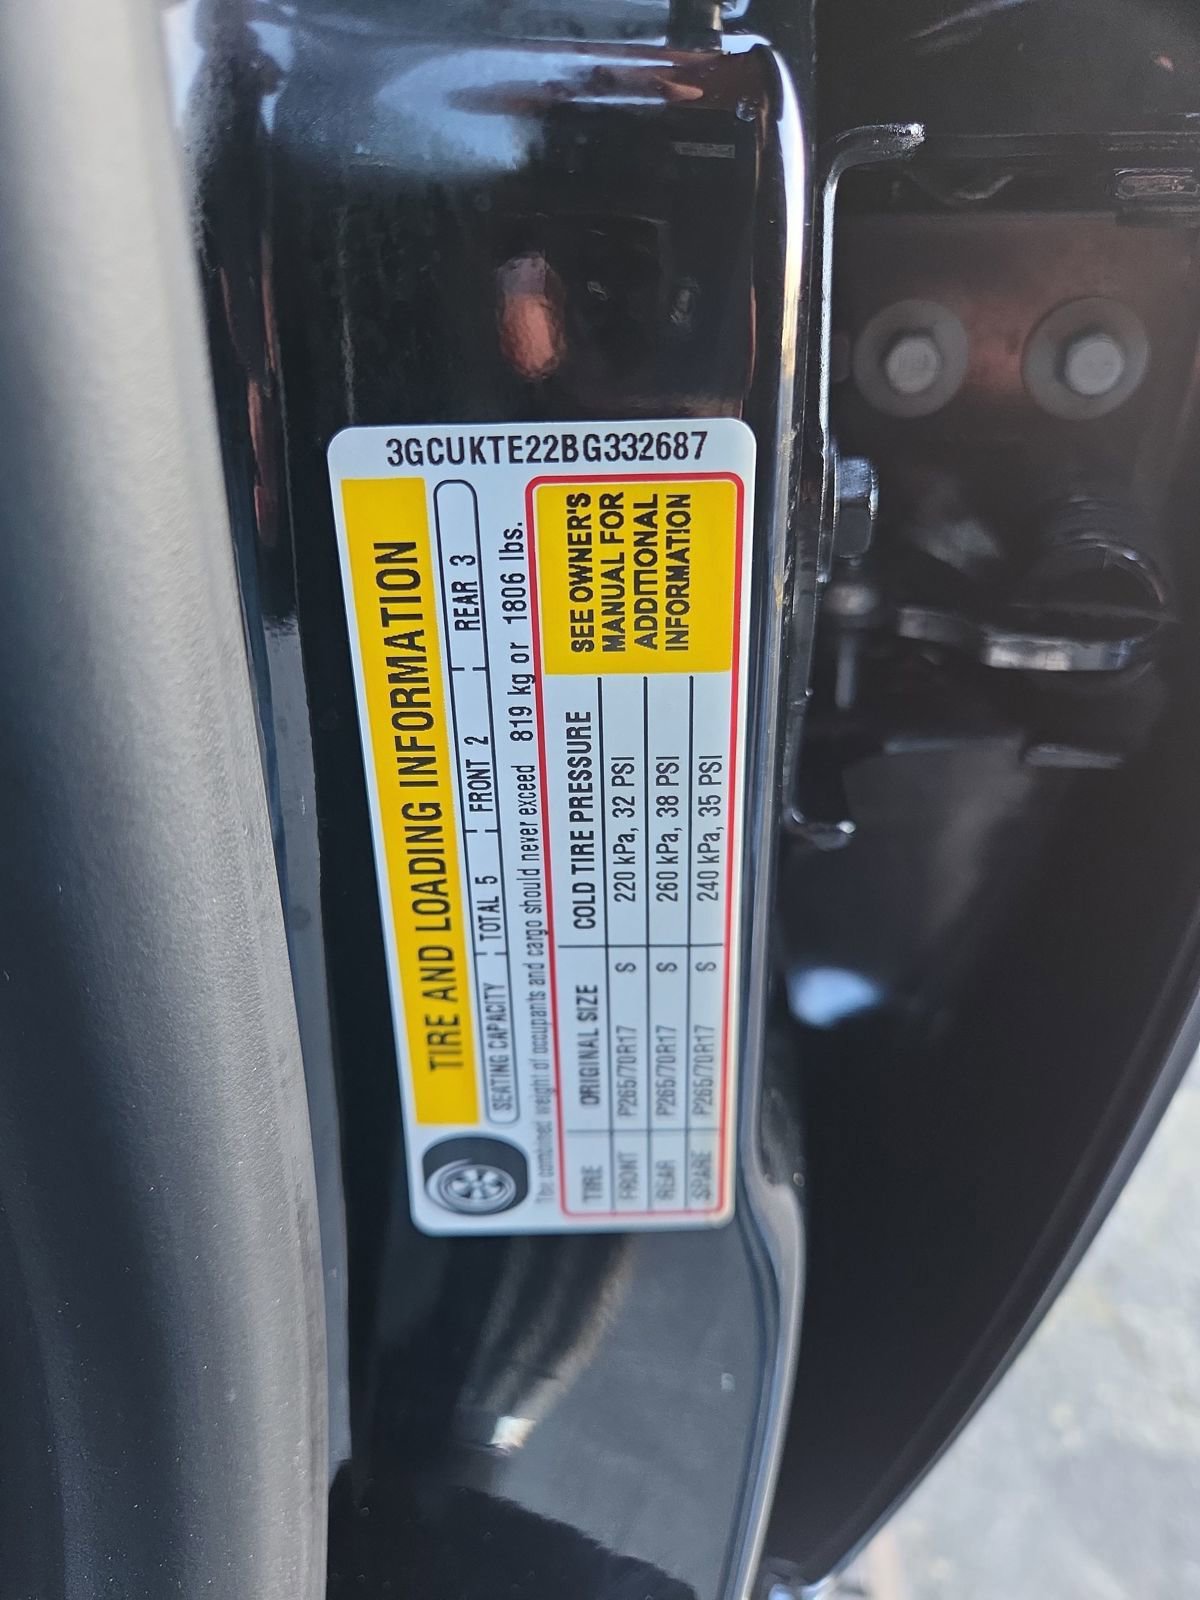 3GCUKTE22BG332687
TIRE AND LOADING INFORMATION
SEATING CAPACITY TOTAL 5 FRONT 2 REAR 3
The combined weight of occupants and cargo should never exceed 819 kg or 1806 lbs.
TIRE ORIGINAL SIZE COLD TIRE PRESSURE
FRONT P265/70R17 S 220 kPa, 32 PSI
REAR P265/70R17 S 260 kPa, 38 PSI
SPARE P265/70R17 S 240 kPa, 35 PSI
SEE OWNER'S
MANUAL FOR
ADDITIONAL
INFORMATION